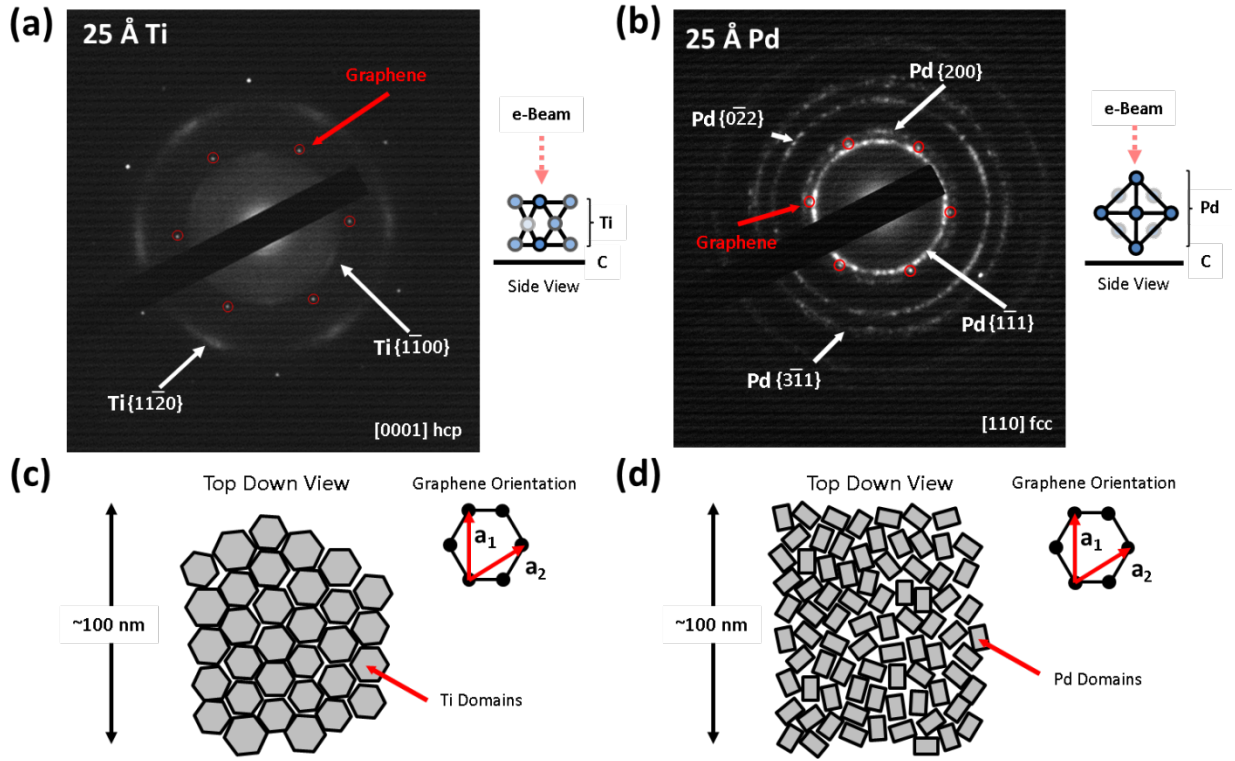 (a)
25 Å Ti
Graphene
Ti {11̅00}
Ti{112̅0}
[0001] hcp
e-Beam
Ti
C
Side View
(b)
25 Å Pd
Pd {200}
Pd {02̅2}
Graphene
Pd {11̅1}
Pd {31̅1}
[110] fcc
e-Beam
Pd
C
Side View
(c)
Top Down View
Graphene Orientation
a₁
a₂
~100 nm
Ti Domains
(d)
Top Down View
Graphene Orientation
a₁
a₂
~100 nm
Pd Domains